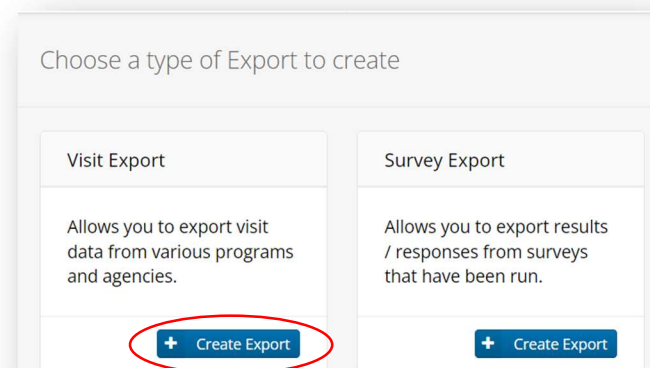 Choose a type of Export to create
Visit Export
Allows you to export visit
data from various programs
and agencies.
+ Create Export
Survey Export
Allows you to export results
/ responses from surveys
that have been run.
+ Create Export